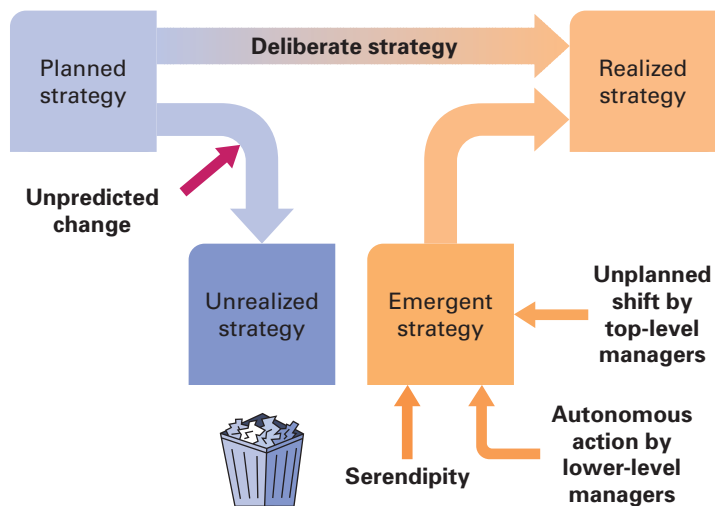 Planned
strategy
Deliberate strategy
Realized
strategy
Unpredicted
change
Unrealized
strategy
Emergent
strategy
Unplanned
shift by
top-level
managers
Serendipity
Autonomous
action by
lower-level
managers